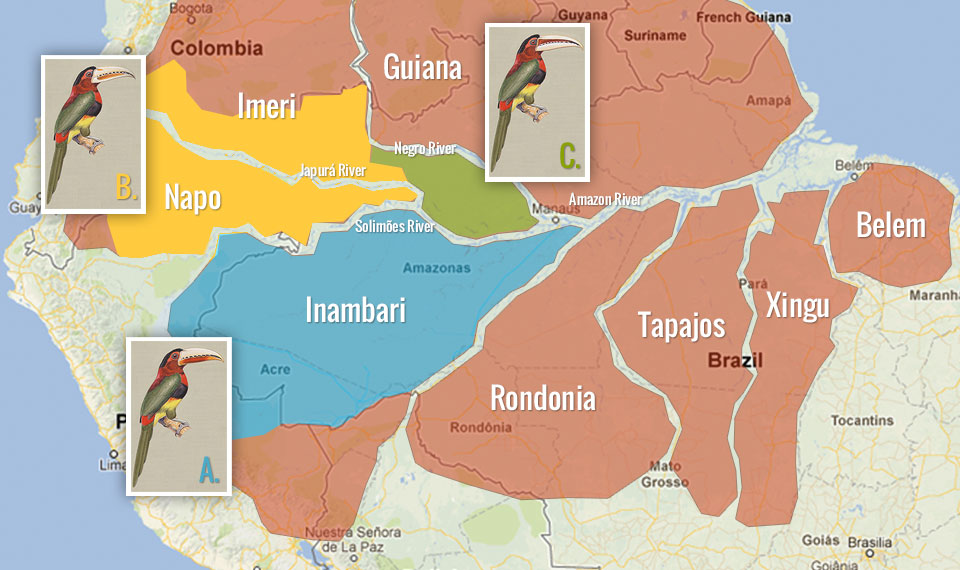 Bogota
Guyana
French Guiana
Colombia
Suriname
Guiana
Amapá
Imeri
Negro River
C.
Japurá River
Belém
B.
Napo
Amazon River
Guay
Manaus
Solimões River
Belem
Amazonas
Pará
Maranha
Inambari
Xingu
Tapajos
Brazil
Acre
Rondonia
P
Tocantins
Rondônia
Lima
A.
Mato
Grosso
Nuestra Señora
de La Paz
Goiás
Brasilia